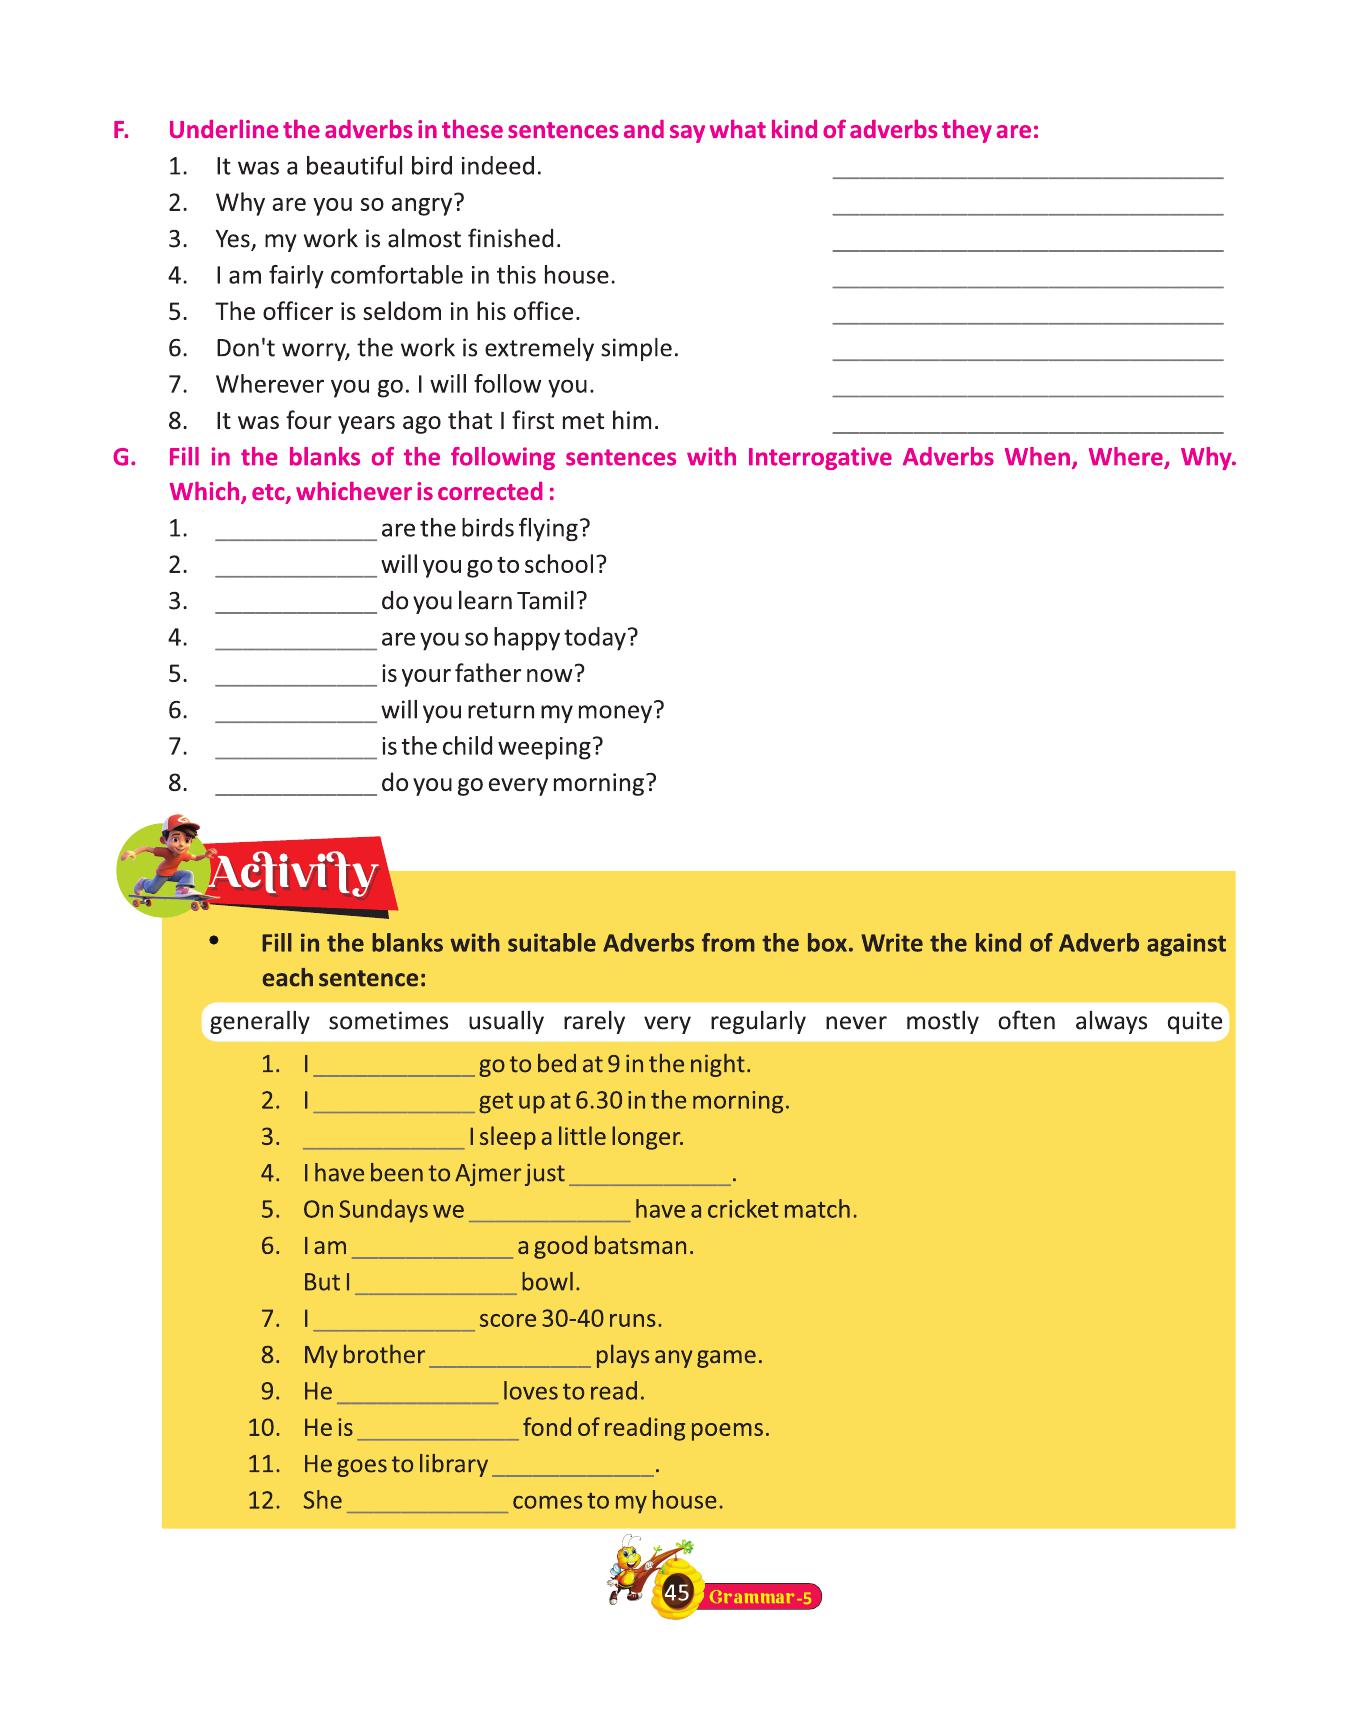 F. Underline the adverbs in these sentences and say what kind of adverbs they are:
1. It was a beautiful bird indeed. ______________________________
2. Why are you so angry? ______________________________
3. Yes, my work is almost finished. ______________________________
4. I am fairly comfortable in this house. ______________________________
5. The officer is seldom in his office. ______________________________
6. Don't worry, the work is extremely simple. ______________________________
7. Wherever you go. I will follow you. ______________________________
8. It was four years ago that I first met him. ______________________________
G. Fill in the blanks of the following sentences with Interrogative Adverbs When, Where, Why.
Which, etc, whichever is corrected :
1. ____________ are the birds flying?
2. ____________ will you go to school?
3. ____________ do you learn Tamil?
4. ____________ are you so happy today?
5. ____________ is your father now?
6. ____________ will you return my money?
7. ____________ is the child weeping?
8. ____________ do you go every morning?
Activity
• Fill in the blanks with suitable Adverbs from the box. Write the kind of Adverb against
each sentence:
generally sometimes usually rarely very regularly never mostly often always quite
1. I ____________ go to bed at 9 in the night.
2. I ____________ get up at 6.30 in the morning.
3. ____________ I sleep a little longer.
4. I have been to Ajmer just ____________.
5. On Sundays we ____________ have a cricket match.
6. I am ____________ a good batsman.
But I ____________ bowl.
7. I ____________ score 30-40 runs.
8. My brother ____________ plays any game.
9. He ____________ loves to read.
10. He is ____________ fond of reading poems.
11. He goes to library ____________.
12. She ____________ comes to my house.
45 Grammar-5